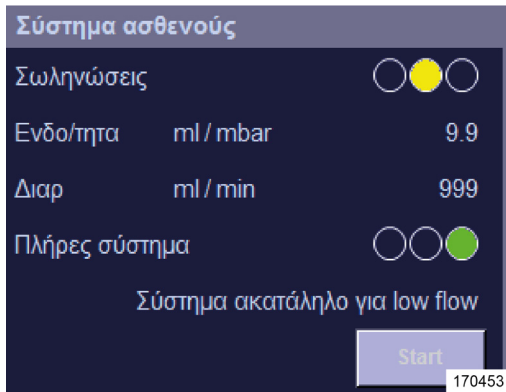 Σύστημα ασθενούς
Σωληνώσεις
Ενδο/τητα ml / mbar 9.9
Διαρ ml / min 999
Πλήρες σύστημα
Σύστημα ακατάληλο για low flow
Start
170453